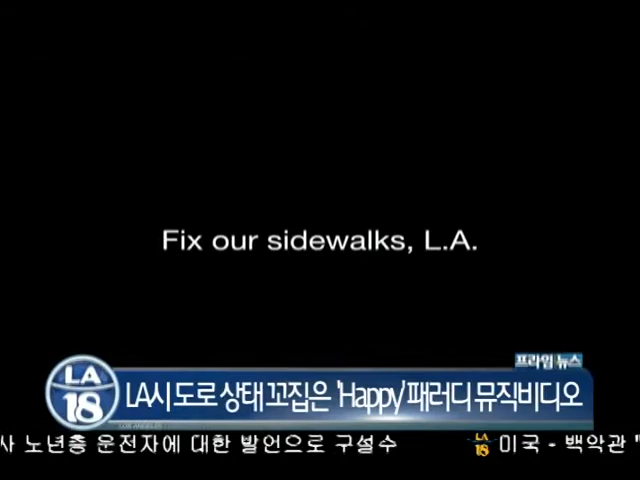 Fix our sidewalks, L.A.
프라임 뉴스
LA 18
LOS ANGELES
LA시 도로 상태 꼬집은 'Happy' 패러디 뮤직비디오
사 노년층 운전자에 대한 발언으로 구설수 LA 18 미국 - 백악관 "